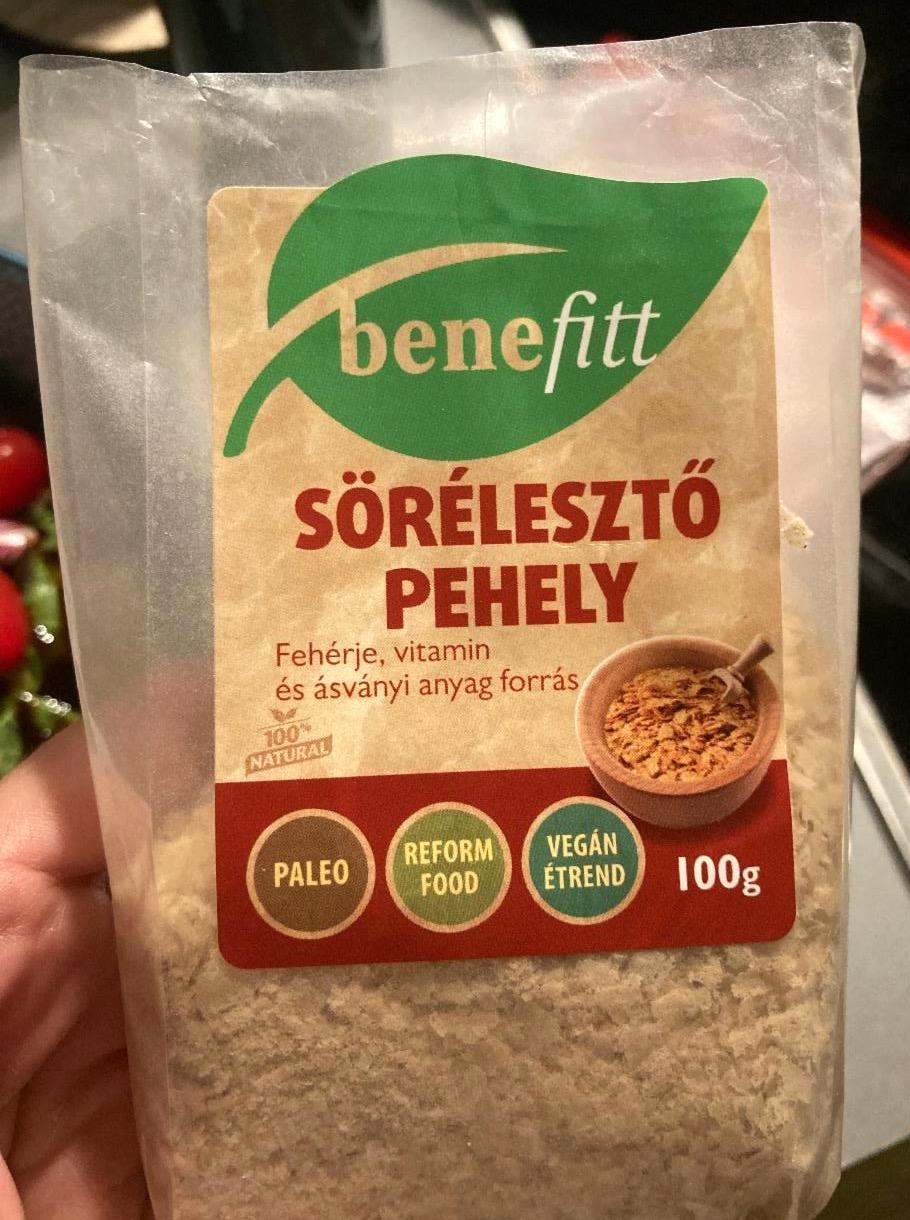 benefitt
SÖRÉLESZTŐ
PEHELY
Fehérje, vitamin
és ásványi anyag forrás
100%
NATURAL
PALEO
REFORM
FOOD
VEGÁN
ÉTREND
100g